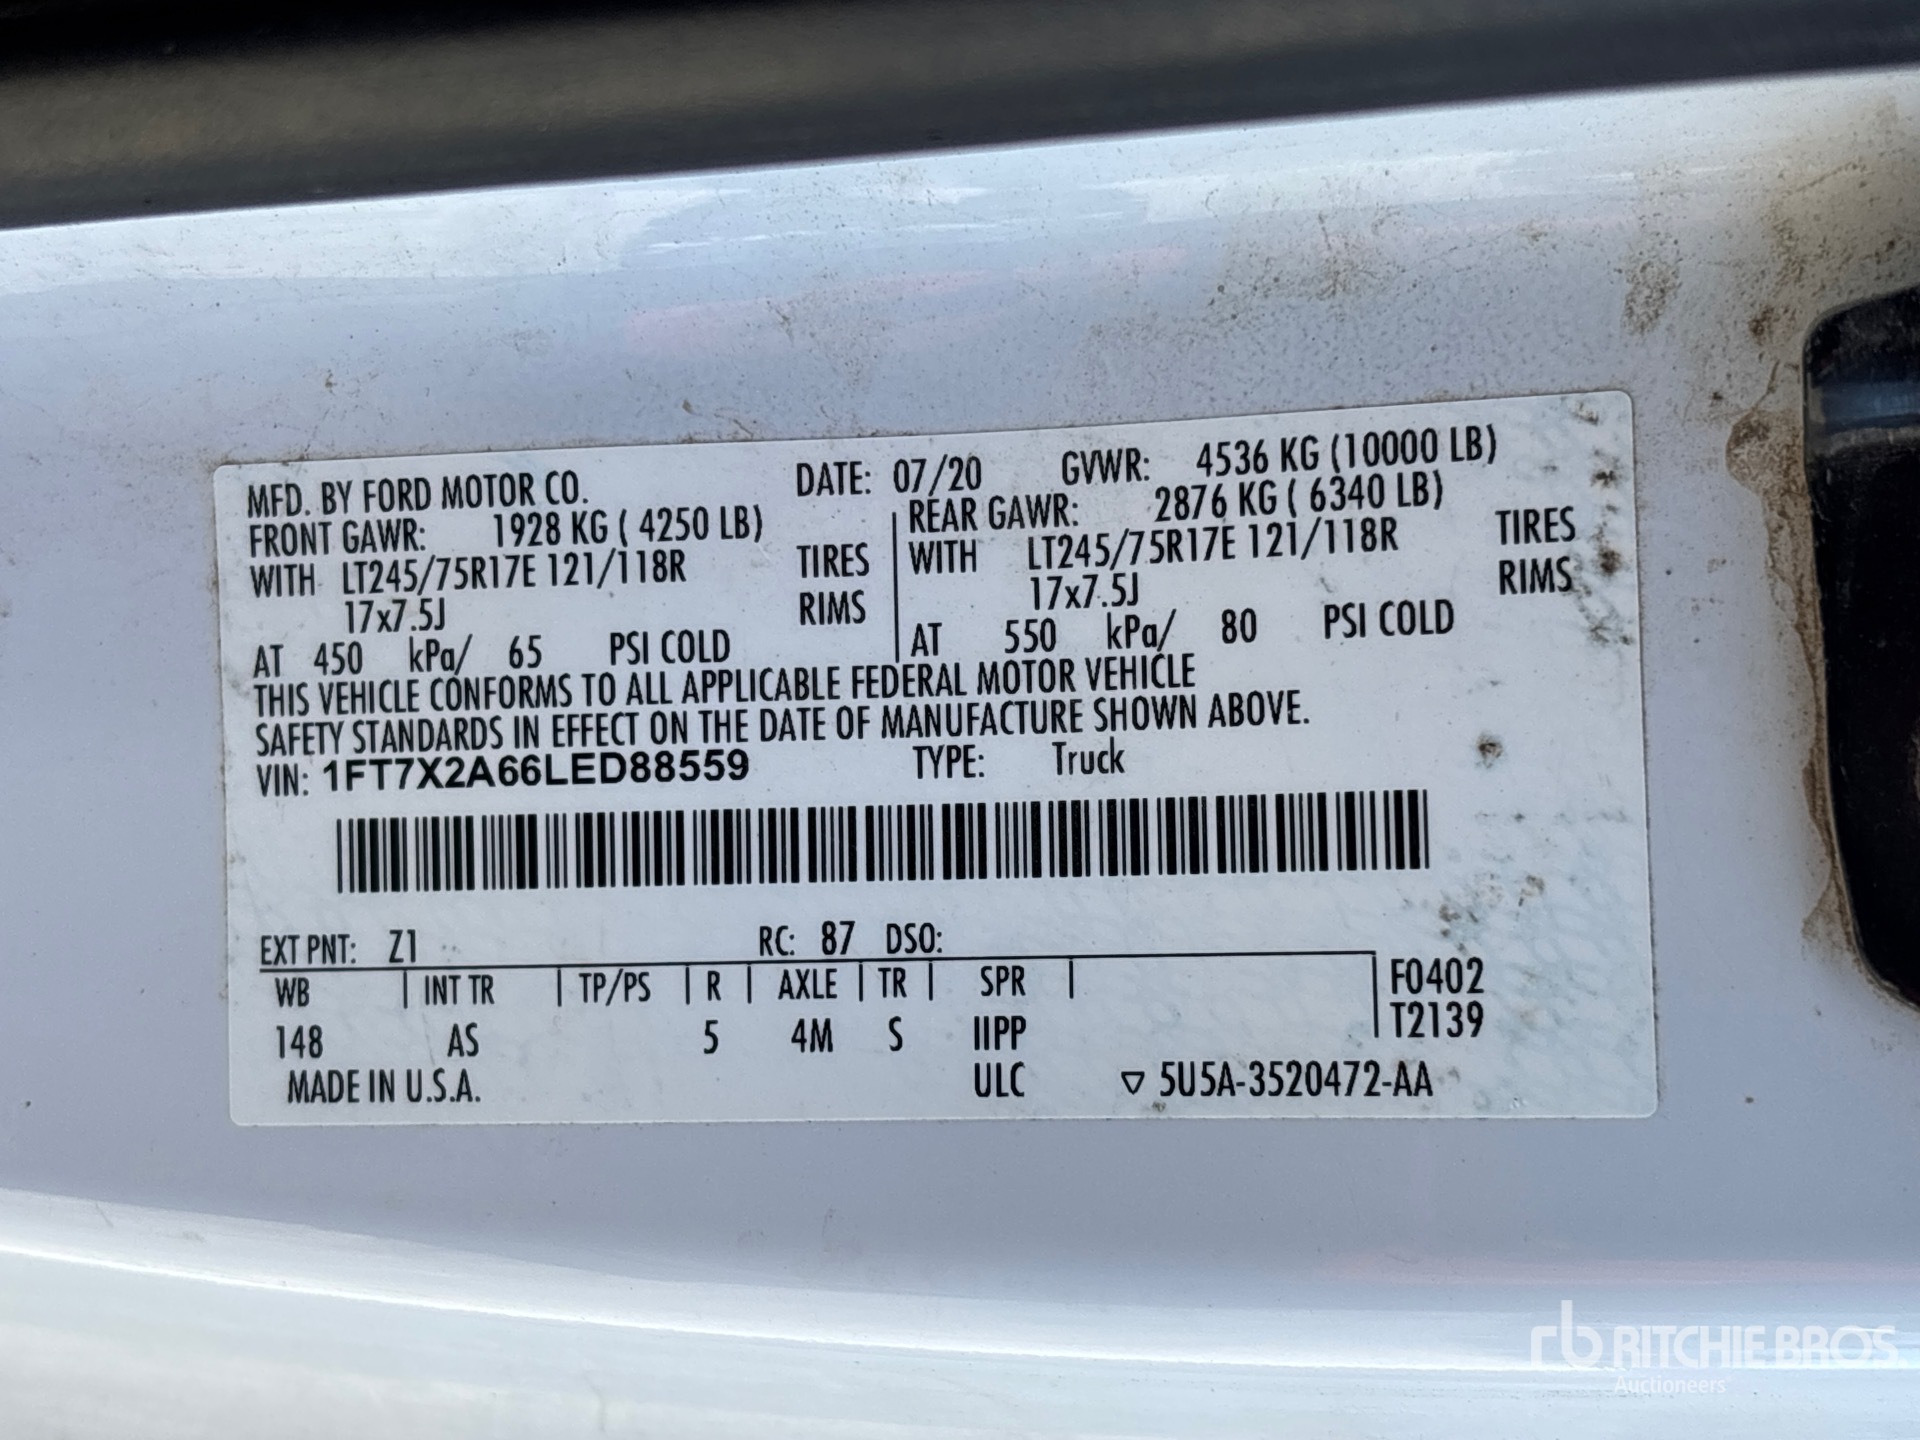 MFD. BY FORD MOTOR CO. DATE: 07/20 GVWR: 4536 KG (10000 LB)
FRONT GAWR: 1928 KG ( 4250 LB) REAR GAWR: 2876 KG ( 6340 LB)
WITH LT245/75R17E 121/118R TIRES WITH LT245/75R17E 121/118R TIRES
17x7.5J RIMS 17x7.5J RIMS
AT 450 kPa/ 65 PSI COLD AT 550 kPa/ 80 PSI COLD
THIS VEHICLE CONFORMS TO ALL APPLICABLE FEDERAL MOTOR VEHICLE
SAFETY STANDARDS IN EFFECT ON THE DATE OF MANUFACTURE SHOWN ABOVE.
VIN: 1FT7X2A66LED88559 TYPE: Truck
EXT PNT: Z1 RC: 87 DSO:
WB INT TR TP/PS R AXLE TR SPR F0402
T2139
148 AS 5 4M S IIPP
MADE IN U.S.A. ULC ▽ 5U5A-3520472-AA
rb RITCHIE BROS
Auctioneers